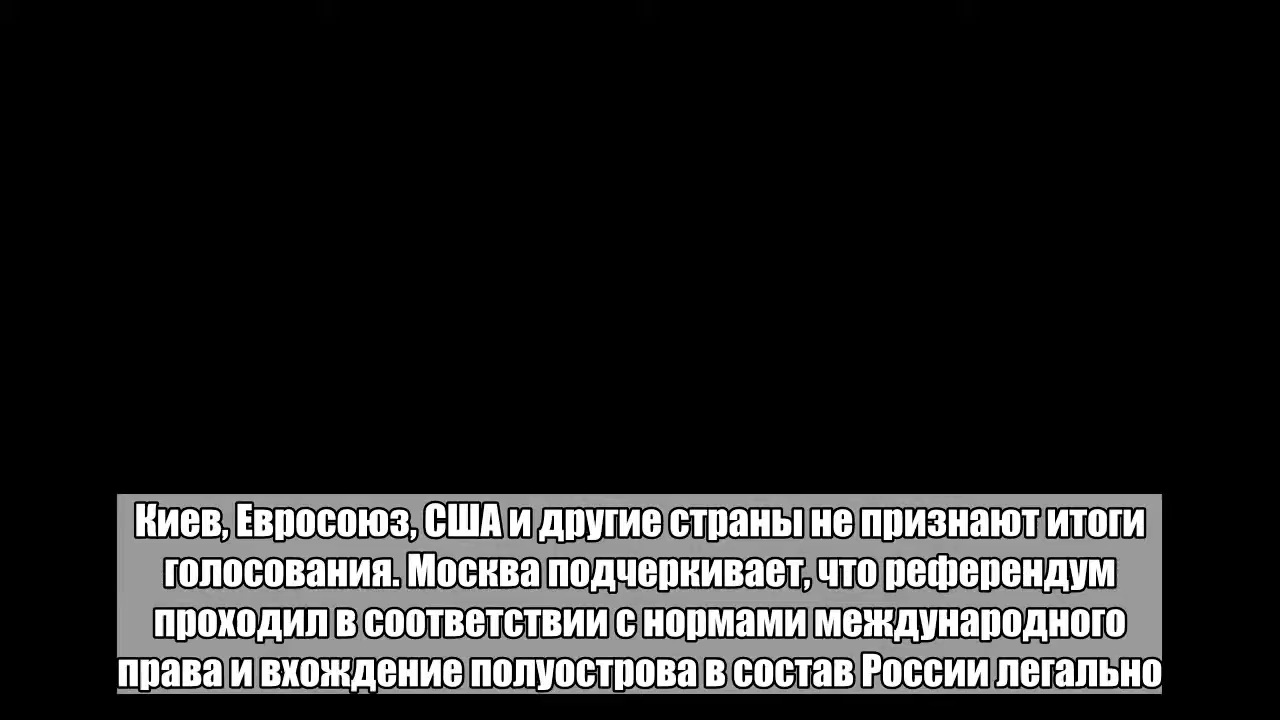 Киев, Евросоюз, США и другие страны не признают итоги
голосования. Москва подчеркивает, что референдум
проходил в соответствии с нормами международного
права и вхождение полуострова в состав России легально